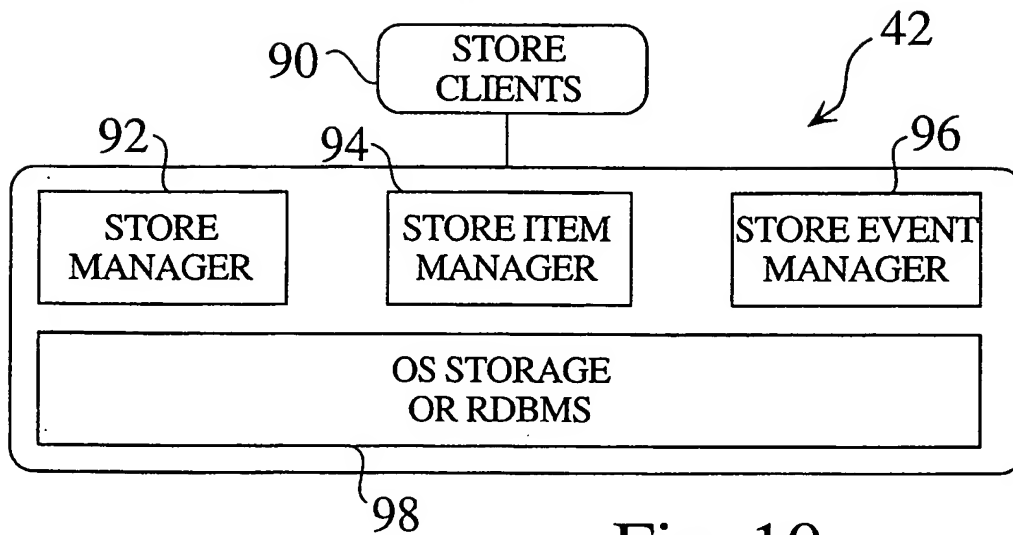 STORE
CLIENTS
90
42
92
94
96
STORE
MANAGER
STORE ITEM
MANAGER
STORE EVENT
MANAGER
OS STORAGE
OR RDBMS
98